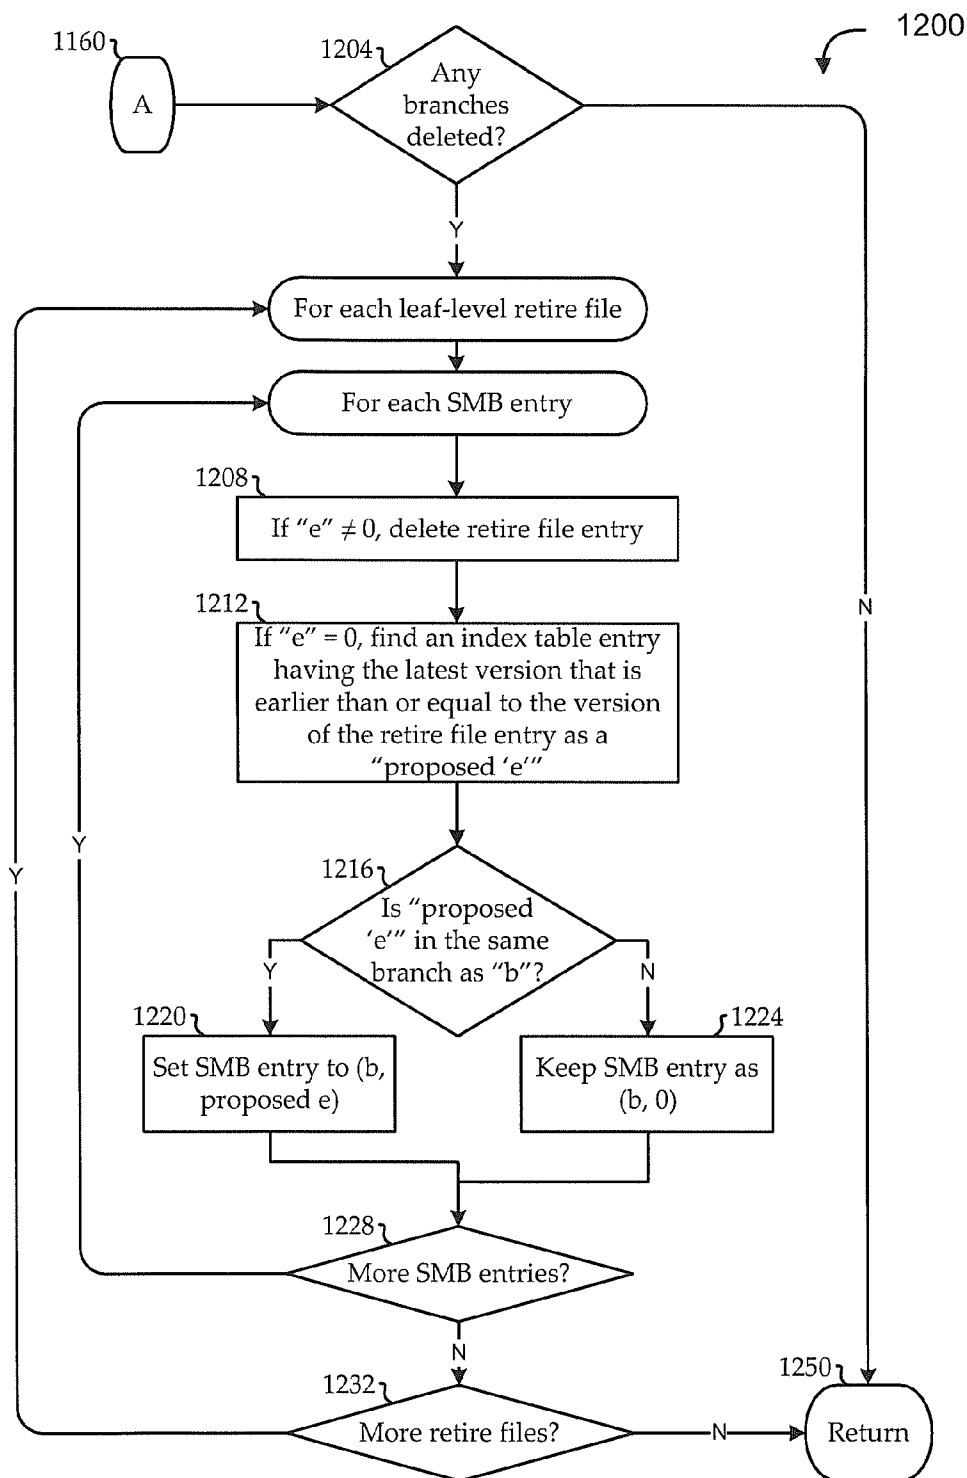 1200
1160
A
1204
Any
branches
deleted?
Y
For each leaf-level retire file
For each SMB entry
1208
If “e” ≠ 0, delete retire file entry
N
1212
If “e” = 0, find an index table entry
having the latest version that is
earlier than or equal to the version
of the retire file entry as a
“proposed ‘e’”
Y
Y
1216
Is “proposed
‘e’” in the same
branch as “b”?
Y
N
1220
Set SMB entry to (b,
proposed e)
1224
Keep SMB entry as
(b, 0)
1228
More SMB entries?
N
1232
More retire files?
N
1250
Return